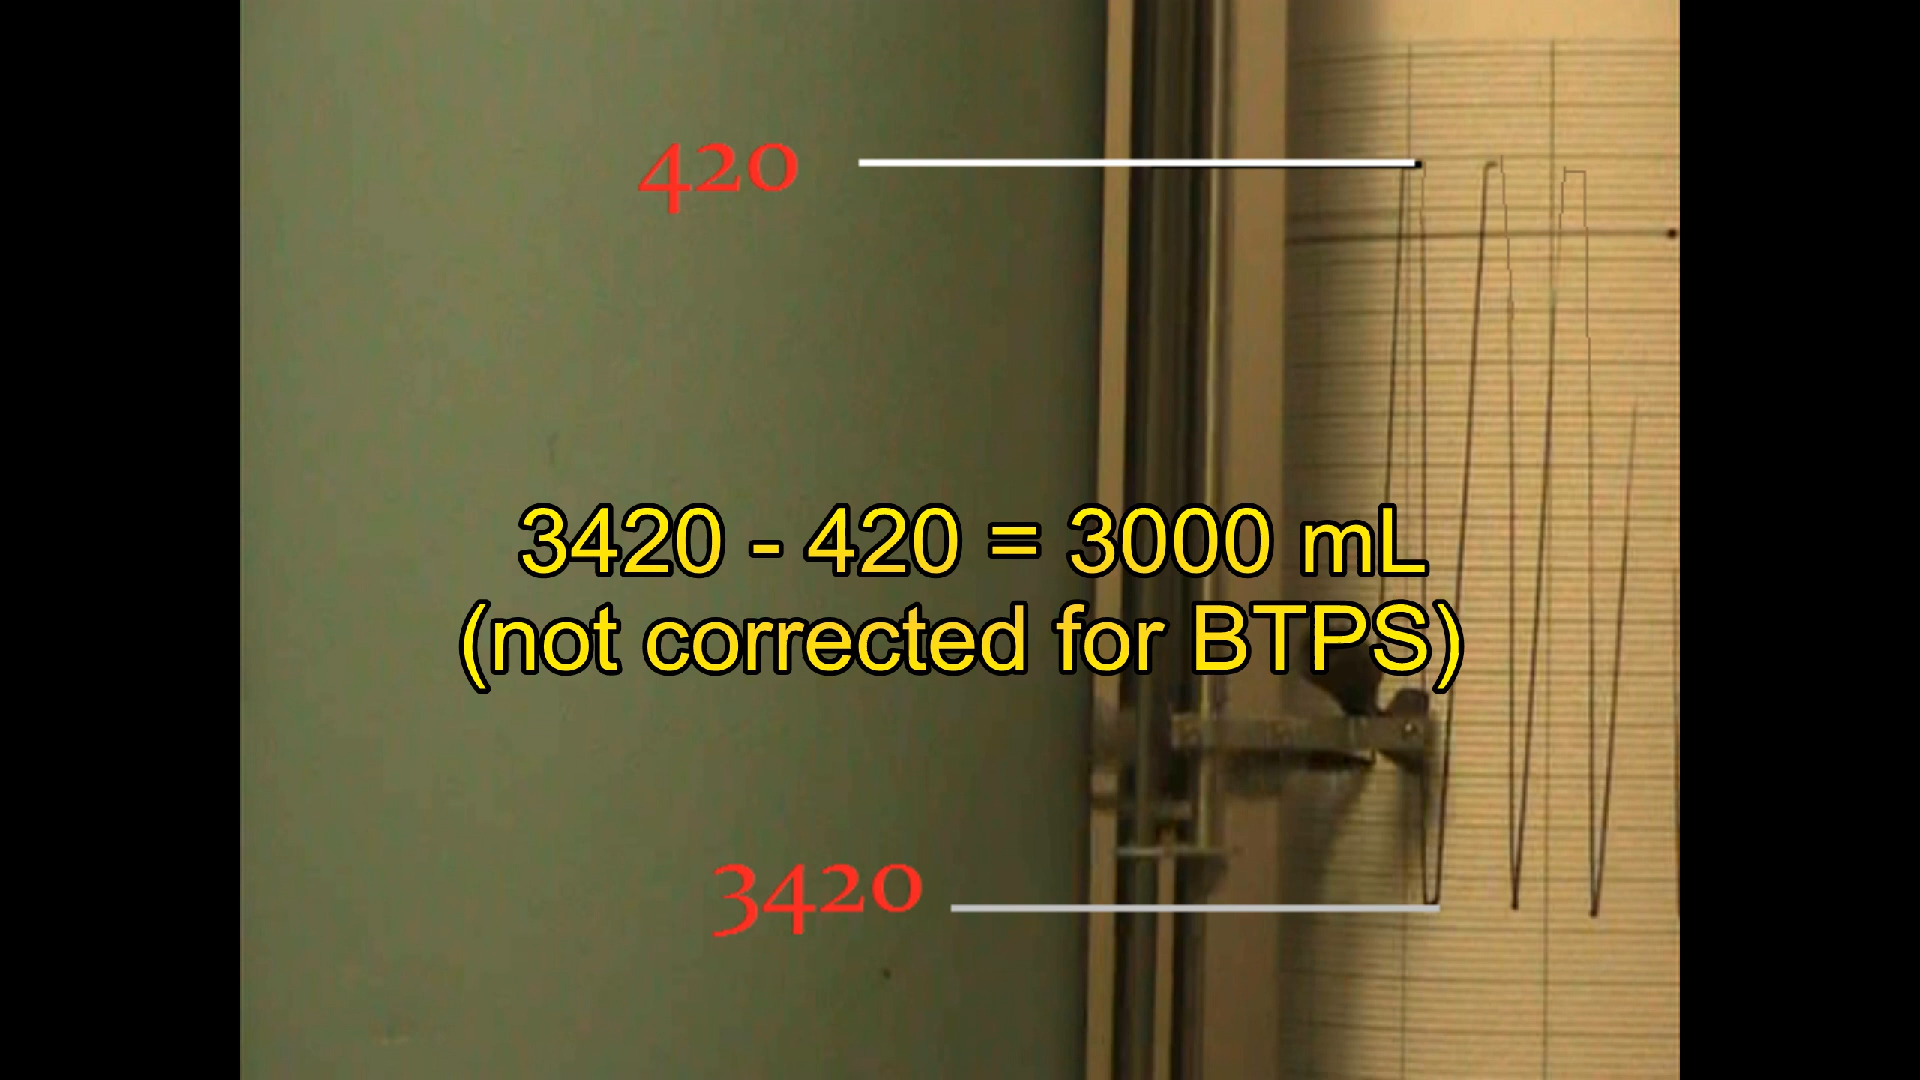 420
3420 - 420 = 3000 mL
(not corrected for BTPS)
3420